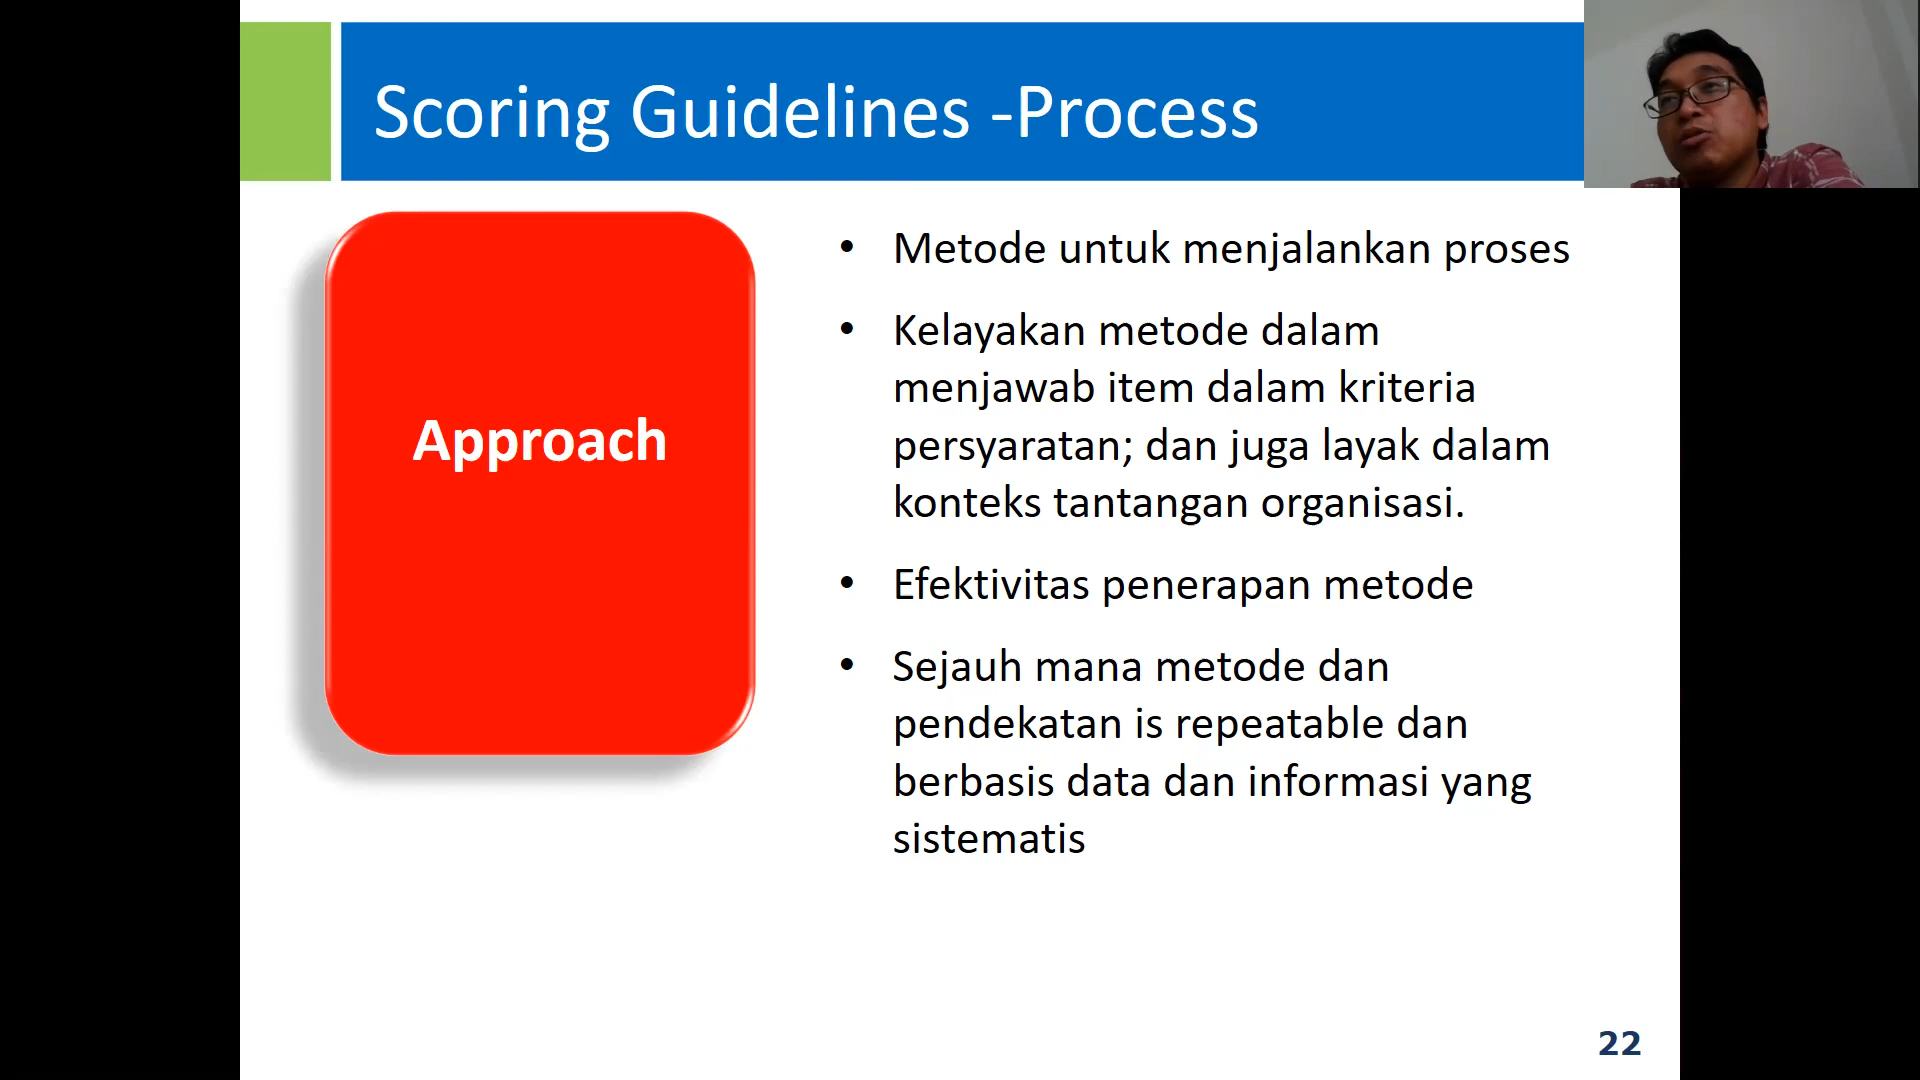 Scoring Guidelines -Process
Approach
• Metode untuk menjalankan proses
• Kelayakan metode dalam
menjawab item dalam kriteria
persyaratan; dan juga layak dalam
konteks tantangan organisasi.
• Efektivitas penerapan metode
• Sejauh mana metode dan
pendekatan is repeatable dan
berbasis data dan informasi yang
sistematis
22